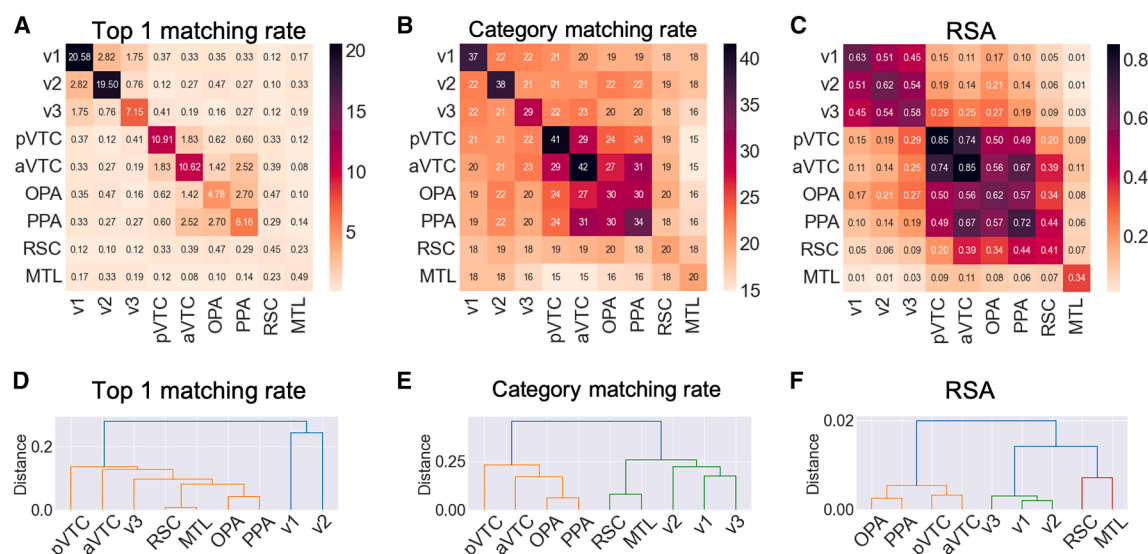 A Top 1 matching rate
v1 20.58 2.82 1.75 0.37 0.33 0.35 0.33 0.12 0.17
v2 2.82 19.50 0.76 0.12 0.27 0.47 0.27 0.10 0.33
v3 1.75 0.76 7.15 0.41 0.19 0.16 0.27 0.12 0.19
pVTC 0.37 0.12 0.41 10.91 1.83 0.62 0.60 0.33 0.12
aVTC 0.33 0.27 0.19 1.83 10.62 1.42 2.52 0.39 0.08
OPA 0.35 0.47 0.16 0.62 1.42 4.78 2.70 0.47 0.10
PPA 0.33 0.27 0.27 0.60 2.52 2.70 6.16 0.29 0.14
RSC 0.12 0.10 0.12 0.33 0.39 0.47 0.29 0.45 0.23
MTL 0.17 0.33 0.19 0.12 0.08 0.10 0.14 0.23 0.49
v1 v2 v3 pVTC aVTC OPA PPA RSC MTL
20
15
10
5
B Category matching rate
37 22 22 21 20 19 19 18 18
22 38 21 21 21 22 22 19 18
22 21 29 22 23 20 20 19 16
21 21 22 41 29 24 24 19 15
20 21 23 29 42 27 31 19 15
19 22 20 24 27 30 30 20 16
19 22 20 24 31 30 34 18 16
18 19 19 19 19 20 18 20 18
18 18 16 15 15 16 16 18 20
v1 v2 v3 pVTC aVTC OPA PPA RSC MTL
40
35
30
25
20
15
C RSA
0.63 0.51 0.45 0.15 0.11 0.17 0.10 0.05 0.01
0.51 0.62 0.54 0.19 0.14 0.21 0.14 0.06 0.01
0.45 0.54 0.58 0.29 0.25 0.27 0.19 0.09 0.03
0.15 0.19 0.29 0.85 0.74 0.50 0.49 0.20 0.09
0.11 0.14 0.25 0.74 0.85 0.56 0.67 0.39 0.11
0.17 0.21 0.27 0.50 0.56 0.62 0.57 0.34 0.08
0.10 0.14 0.19 0.49 0.67 0.57 0.72 0.44 0.06
0.05 0.06 0.09 0.20 0.39 0.34 0.44 0.41 0.07
0.01 0.01 0.03 0.09 0.11 0.08 0.06 0.07 0.34
v1 v2 v3 pVTC aVTC OPA PPA RSC MTL
0.8
0.6
0.4
0.2
D Top 1 matching rate
Distance
0.2
0.0
pVTC aVTC v3 RSC MTL OPA PPA v1 v2
E Category matching rate
Distance
0.25
0.00
pVTC aVTC OPA PPA RSC MTL v2 v1 v3
F RSA
Distance
0.02
0.00
OPA PPA pVTC aVTC v3 v1 v2 RSC MTL